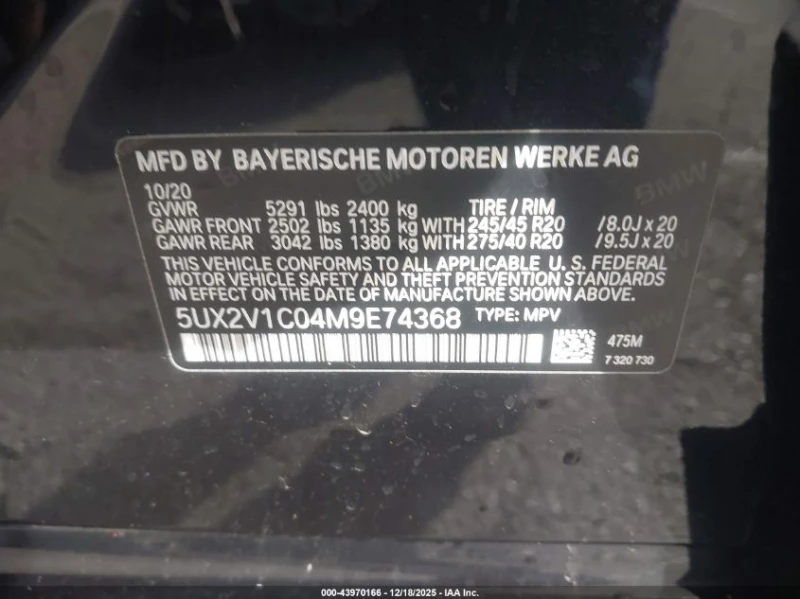 MFD BY BAYERISCHE MOTOREN WERKE AG
10/20
GVWR 5291 lbs 2400 kg TIRE / RIM
GAWR FRONT 2502 lbs 1135 kg WITH 245/45 R20 /8.0J x 20
GAWR REAR 3042 lbs 1380 kg WITH 275/40 R20 /9.5J x 20
THIS VEHICLE CONFORMS TO ALL APPLICABLE U. S. FEDERAL
MOTOR VEHICLE SAFETY AND THEFT PREVENTION STANDARDS
IN EFFECT ON THE DATE OF MANUFACTURE SHOWN ABOVE.
5UX2V1C04M9E74368 TYPE: MPV
475M
7 320 730
BMW
BMW
BMW
000-43970166 - 12/18/2025 - IAA Inc.